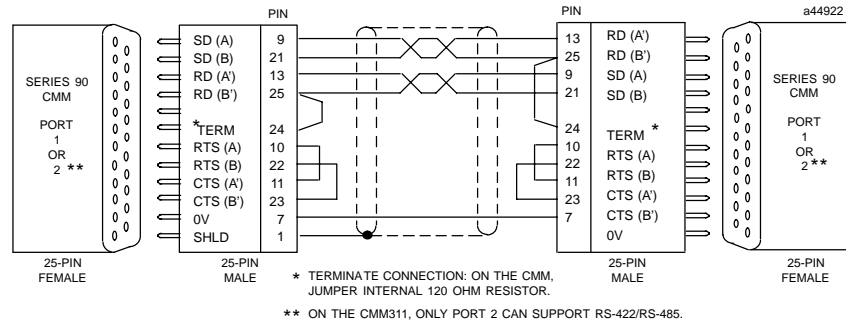 PIN
PIN
a44922
SERIES 90
CMM
PORT
1
OR
2 **
25-PIN
FEMALE
SD (A) 9
SD (B) 21
RD (A') 13
RD (B') 25
*TERM 24
RTS (A) 10
RTS (B) 22
CTS (A') 11
CTS (B') 23
0V 7
SHLD 1
25-PIN
MALE
13 RD (A')
25 RD (B')
9 SD (A)
21 SD (B)
24 TERM *
10 RTS (A)
22 RTS (B)
11 CTS (A')
23 CTS (B')
7 0V
25-PIN
MALE
SERIES 90
CMM
PORT
1
OR
2 **
25-PIN
FEMALE
* TERMINATE CONNECTION: ON THE CMM,
JUMPER INTERNAL 120 OHM RESISTOR.
** ON THE CMM311, ONLY PORT 2 CAN SUPPORT RS-422/RS-485.